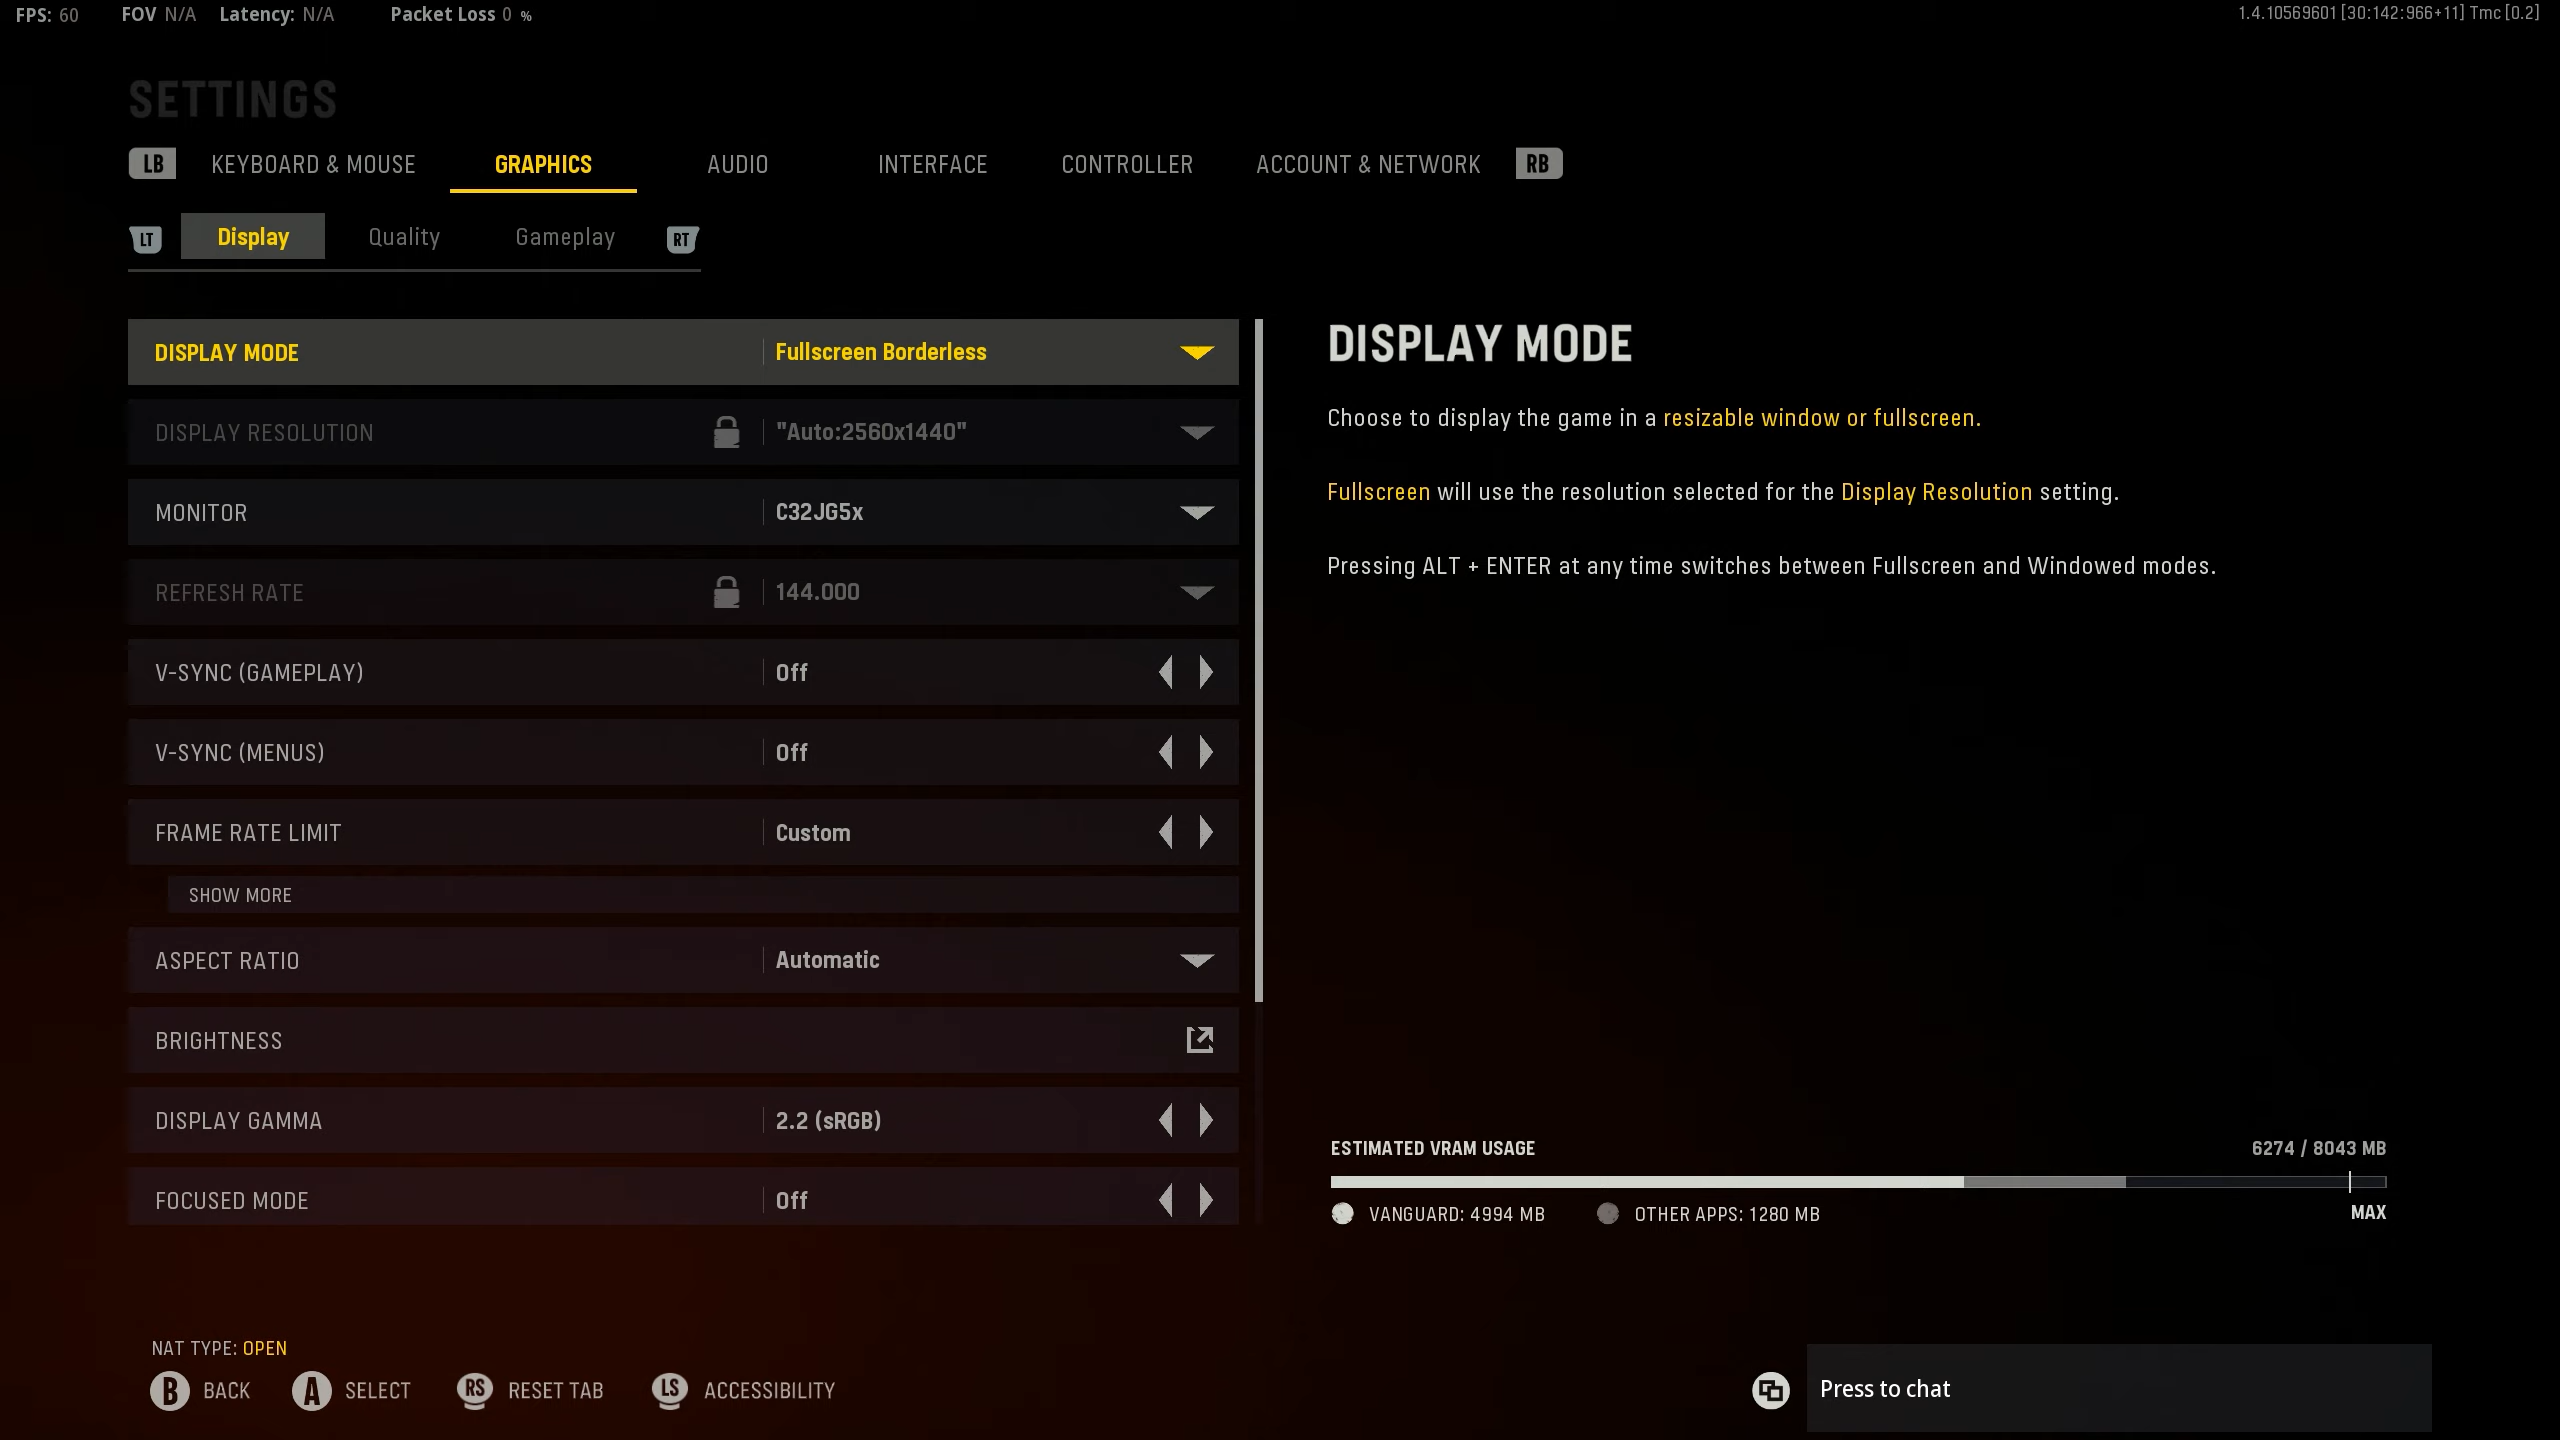 FPS: 60 FOV N/A Latency: N/A Packet Loss 0 %
1.4.10569601 [30:142:966+11] Tmc [0.2]
SETTINGS
LB KEYBOARD & MOUSE GRAPHICS AUDIO INTERFACE CONTROLLER ACCOUNT & NETWORK RB
LT Display Quality Gameplay RT
DISPLAY MODE Fullscreen Borderless
DISPLAY RESOLUTION "Auto:2560x1440"
MONITOR C32JG5x
REFRESH RATE 144.000
V-SYNC (GAMEPLAY) Off
V-SYNC (MENUS) Off
FRAME RATE LIMIT Custom
SHOW MORE
ASPECT RATIO Automatic
BRIGHTNESS
DISPLAY GAMMA 2.2 (sRGB)
FOCUSED MODE Off
DISPLAY MODE
Choose to display the game in a resizable window or fullscreen.
Fullscreen will use the resolution selected for the Display Resolution setting.
Pressing ALT + ENTER at any time switches between Fullscreen and Windowed modes.
ESTIMATED VRAM USAGE 6274 / 8043 MB
VANGUARD: 4994 MB OTHER APPS: 1280 MB MAX
NAT TYPE: OPEN
B BACK A SELECT RS RESET TAB LS ACCESSIBILITY
Press to chat